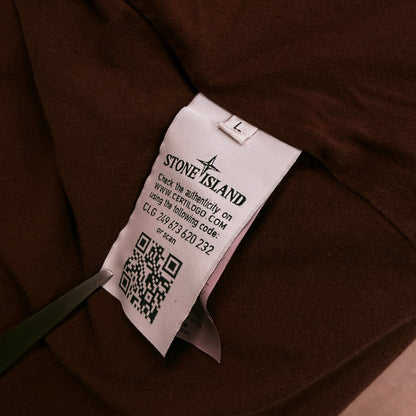 L
STONE ISLAND
Check the authenticity on
WWW.CERTILOGO.COM
using the following code:
CLG 249 673 620 232
or scan